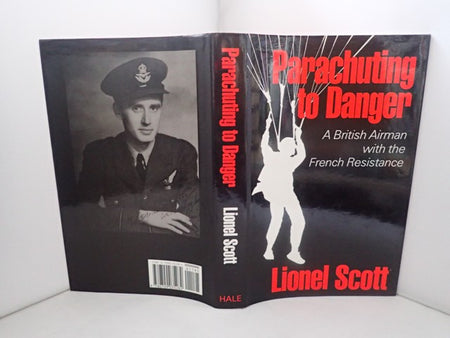 Parachuting
to Danger
A British Airman
with the
French Resistance
Lionel Scott
Parachuting to Danger
Lionel Scott
HALE